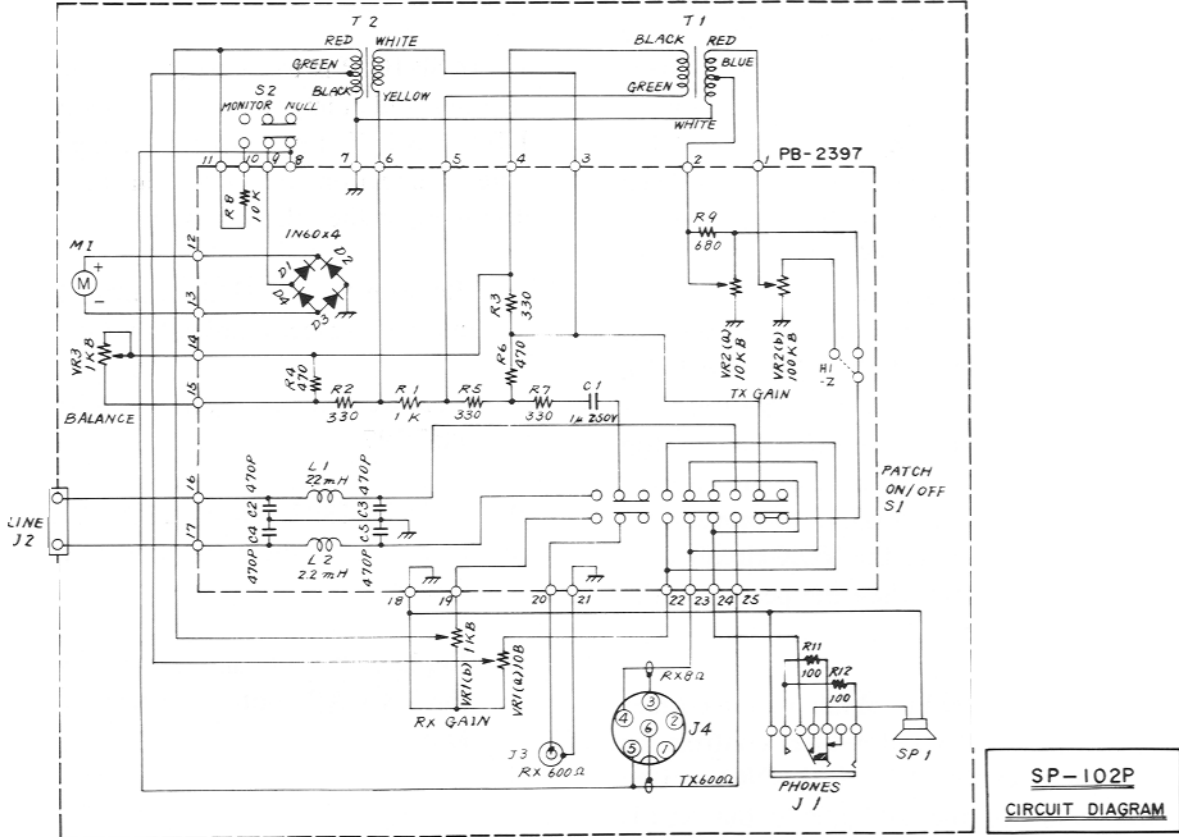 T 2
T 1
RED WHITE
BLACK RED
GREEN
BLUE
S2
BLACK
GREEN
YELLOW
MONITOR NULL
WHITE
11 10 9 8 7 6 5 4 3 2 1 PB-2397
R8
10K
1N60x4
R9
680
12
M1
+
M
-
D1
D2
D4
D3
13
R3
330
VR2(a)
10KB
VR2(b)
100KB
14
VR3
1KB
R4
470
R6
470
HI
-Z
R2
330
R1
1K
R5
330
R7
330
C1
1μ 250V
TX GAIN
15
BALANCE
L1
22mH
470P
470P
16
C2
C3
PATCH
ON/OFF
S1
LINE
J2
C4
C5
17
470P
L2
2.2mH
470P
18 19 20 21 22 23 24 25
1KB
VR1(b)
VR1(a)10B
RX GAIN
RX8Ω
R11
100
R12
100
3
4
2
6
5
1
J4
J3
RX 600Ω
TX600Ω
SP1
PHONES
J1
SP-102P
CIRCUIT DIAGRAM